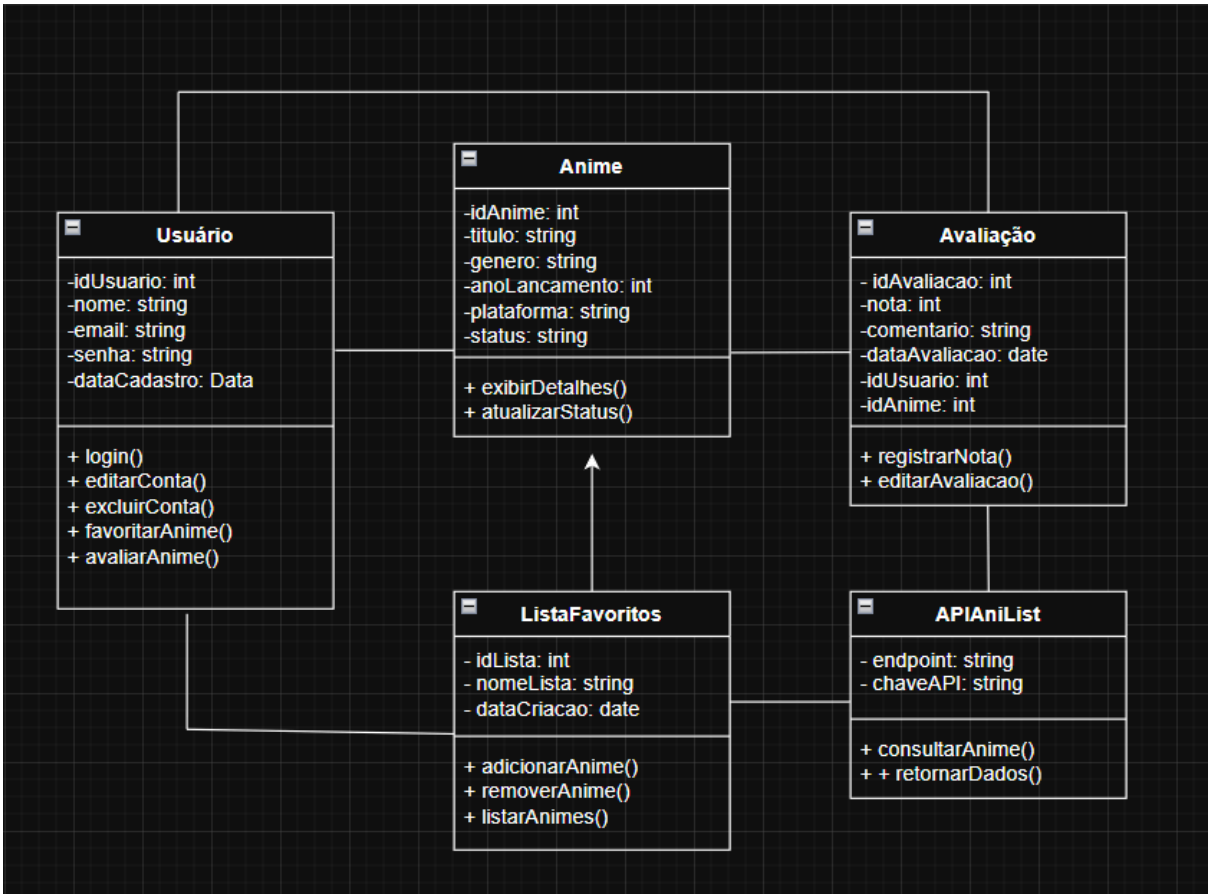 Anime
-idAnime: int
-titulo: string
-genero: string
-anoLancamento: int
-plataforma: string
-status: string
+ exibirDetalhes()
+ atualizarStatus()
Usuário
-idUsuario: int
-nome: string
-email: string
-senha: string
-dataCadastro: Data
+ login()
+ editarConta()
+ excluirConta()
+ favoritarAnime()
+ avaliarAnime()
Avaliação
- idAvaliacao: int
-nota: int
-comentario: string
-dataAvaliacao: date
-idUsuario: int
-idAnime: int
+ registrarNota()
+ editarAvaliacao()
ListaFavoritos
- idLista: int
- nomeLista: string
- dataCriacao: date
+ adicionarAnime()
+ removerAnime()
+ listarAnimes()
APIAniList
- endpoint: string
- chaveAPI: string
+ consultarAnime()
+ + retornarDados()